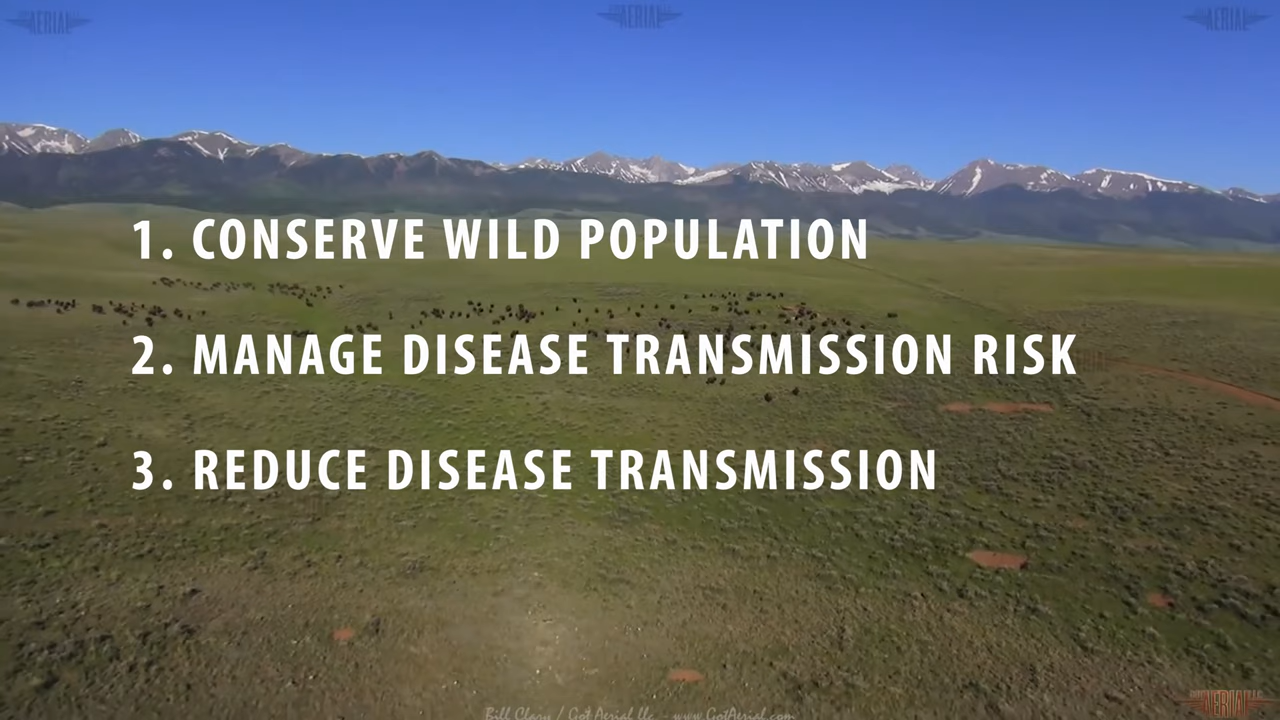 AERIAL
AERIAL
AERIAL
1. CONSERVE WILD POPULATION
2. MANAGE DISEASE TRANSMISSION RISK
3. REDUCE DISEASE TRANSMISSION
AERIAL
Bill Clary / Got Aerial llc - www.GotAerial.com